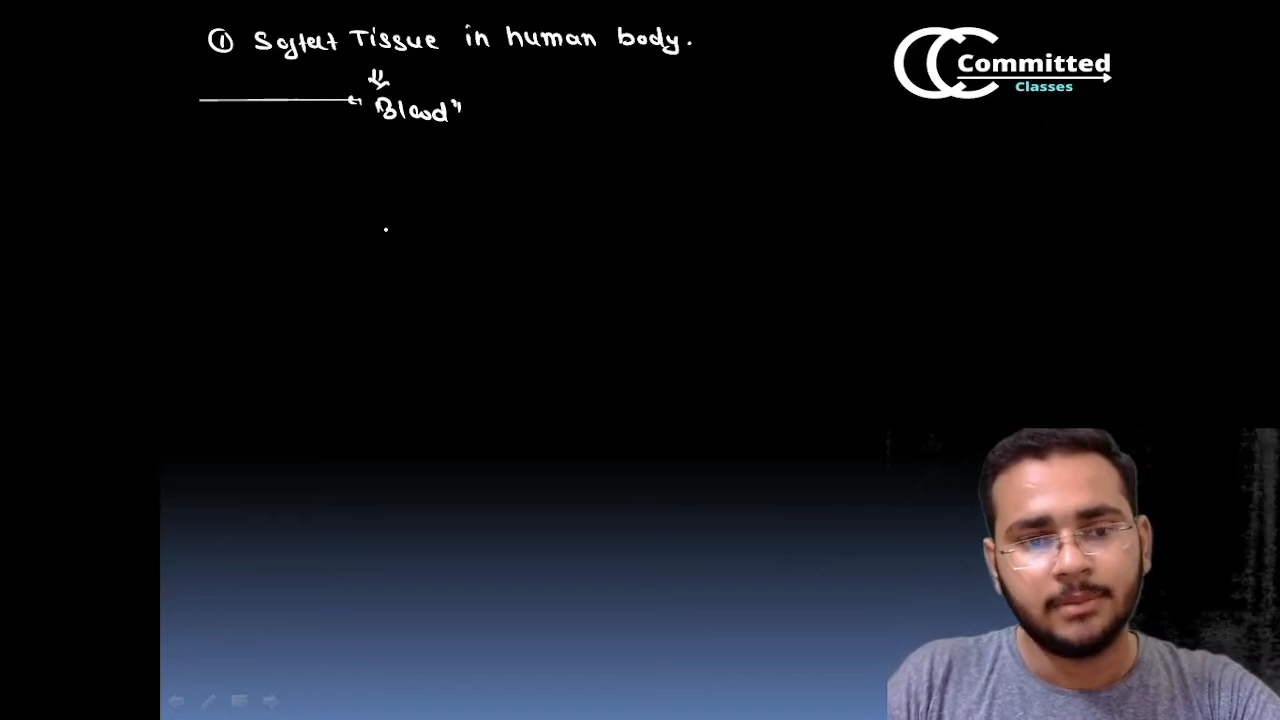 ① Softest Tissue in human body.
"Blood"
Committed
Classes